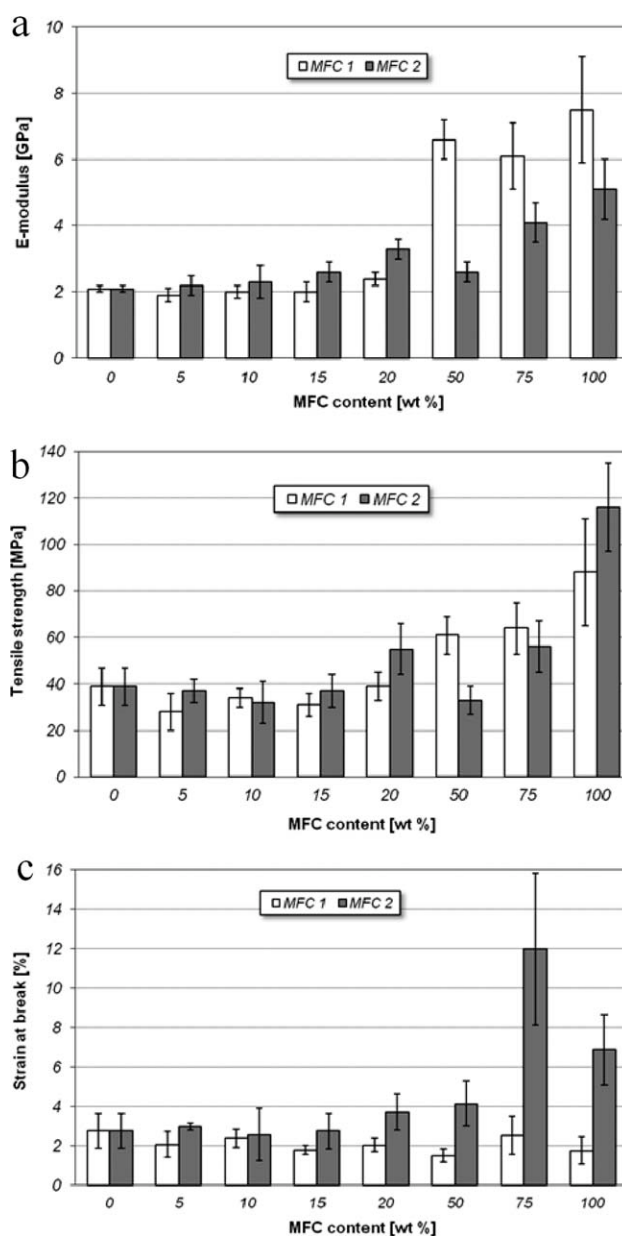 a
10
8
6
4
2
0
E-modulus [GPa]
MFC 1 MFC 2
0 5 10 15 20 50 75 100
MFC content [wt %]
b
140
120
100
80
60
40
20
0
Tensile strength [MPa]
MFC 1 MFC 2
0 5 10 15 20 50 75 100
MFC content [wt %]
c
16
14
12
10
8
6
4
2
0
Strain at break [%]
MFC 1 MFC 2
0 5 10 15 20 50 75 100
MFC content [wt %]